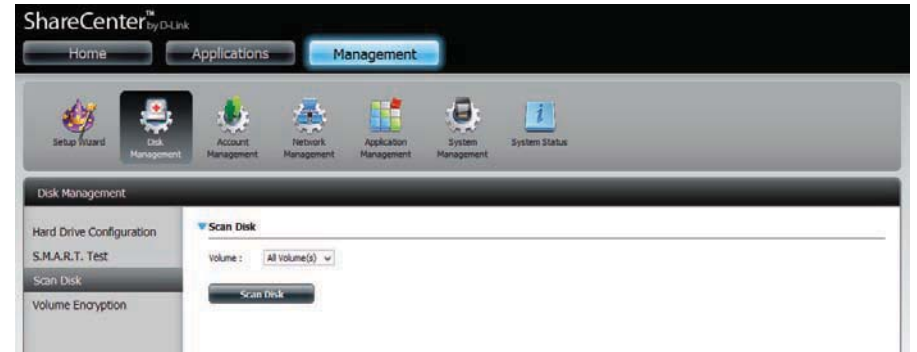 ShareCenter™ by D-Link
Home Applications Management
Setup Wizard Disk Management Account Management Network Management Application Management System Management System Status i
Disk Management
Hard Drive Configuration
S.M.A.R.T. Test
Scan Disk
Volume Encryption
Scan Disk
Volume : All Volume(s)
Scan Disk